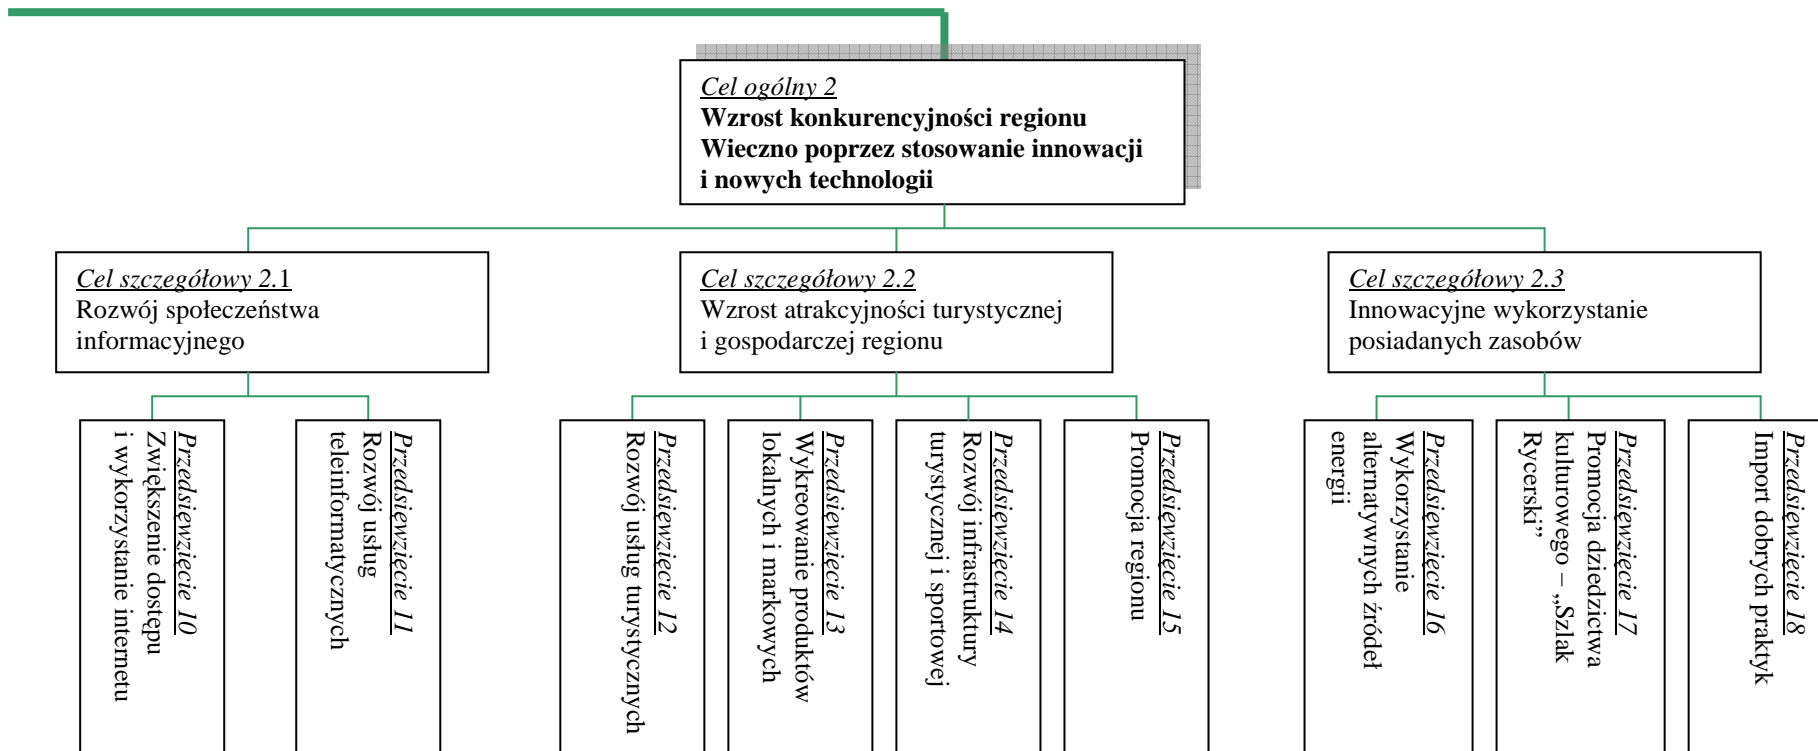 Cel ogólny 2
Wzrost konkurencyjności regionu
Wieczno poprzez stosowanie innowacji
i nowych technologii
Cel szczegółowy 2.1
Rozwój społeczeństwa
informacyjnego
Cel szczegółowy 2.2
Wzrost atrakcyjności turystycznej
i gospodarczej regionu
Cel szczegółowy 2.3
Innowacyjne wykorzystanie
posiadanych zasobów
Przedsięwzięcie 10
Zwiększenie dostępu
i wykorzystanie internetu
Przedsięwzięcie 11
Rozwój usług
teleinformatycznych
Przedsięwzięcie 12
Rozwój usług turystycznych
Przedsięwzięcie 13
Wykreowanie produktów
lokalnych i markowych
Przedsięwzięcie 14
Rozwój infrastruktury
turystycznej i sportowej
Przedsięwzięcie 15
Promocja regionu
Przedsięwzięcie 16
Wykorzystanie
alternatywnych źródeł
energii
Przedsięwzięcie 17
Promocja dziedzictwa
kulturowego – „Szlak
Rycerski”
Przedsięwzięcie 18
Import dobrych praktyk